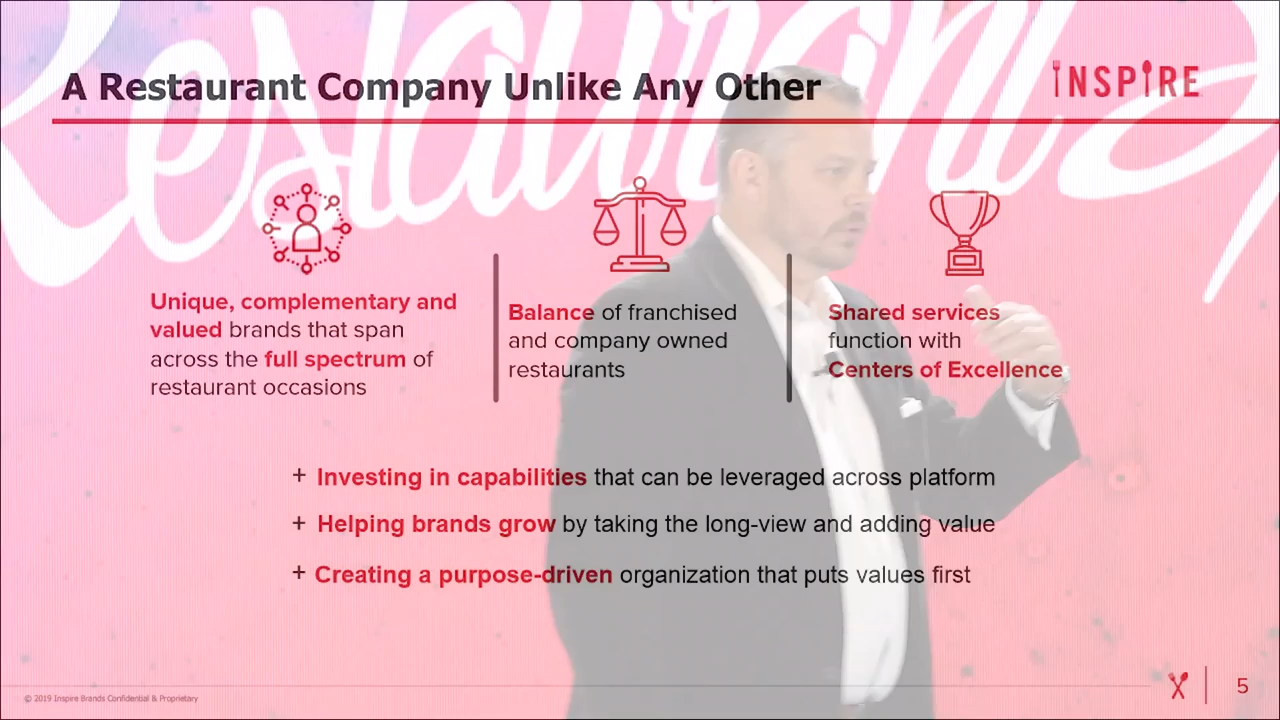 Restaurants
A Restaurant Company Unlike Any Other
INSPIRE
Unique, complementary and
valued brands that span
across the full spectrum of
restaurant occasions
Balance of franchised
and company owned
restaurants
Shared services
function with
Centers of Excellence
+ Investing in capabilities that can be leveraged across platform
+ Helping brands grow by taking the long-view and adding value
+ Creating a purpose-driven organization that puts values first
© 2019 Inspire Brands Confidential & Proprietary
5